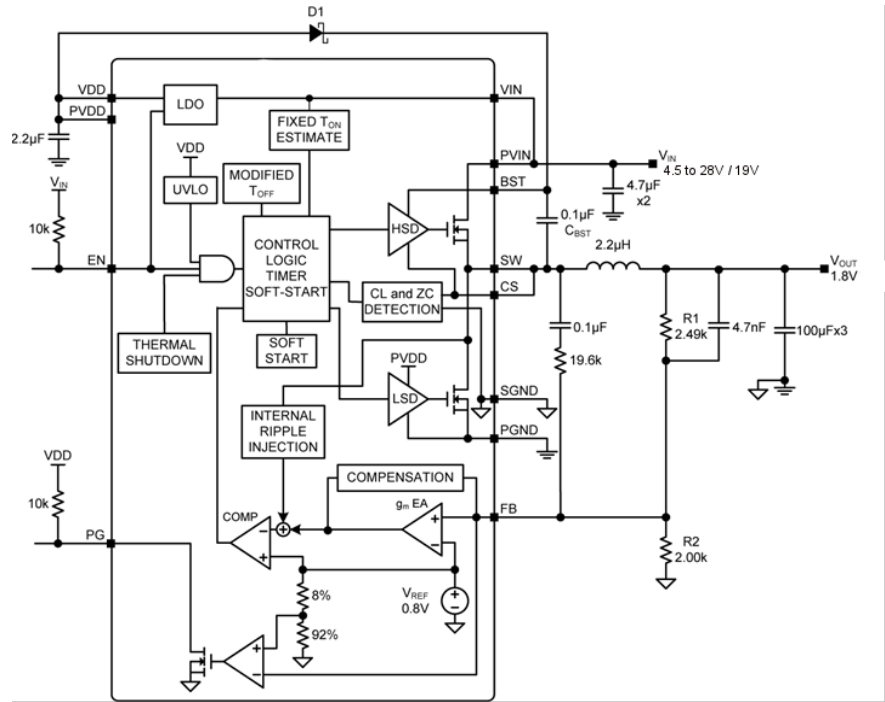 D1
VDD
LDO
VIN
PVDD
FIXED TON
ESTIMATE
2.2µF
PVIN
VIN
4.5 to 28V / 19V
VDD
MODIFIED
TOFF
BST
4.7µF
x2
VIN
UVLO
0.1µF
CBST
10k
HSD
2.2µH
CONTROL
LOGIC
TIMER
SOFT-START
EN
SW
VOUT
1.8V
CS
CL and ZC
DETECTION
R1
2.49k
4.7nF
100µFx3
0.1µF
THERMAL
SHUTDOWN
SOFT
START
19.6k
PVDD
LSD
SGND
INTERNAL
RIPPLE
INJECTION
PGND
VDD
COMPENSATION
10k
gm EA
COMP
FB
PG
R2
2.00k
8%
VREF
0.8V
92%
+
−
+
−
−
+
+
−
+
−
+